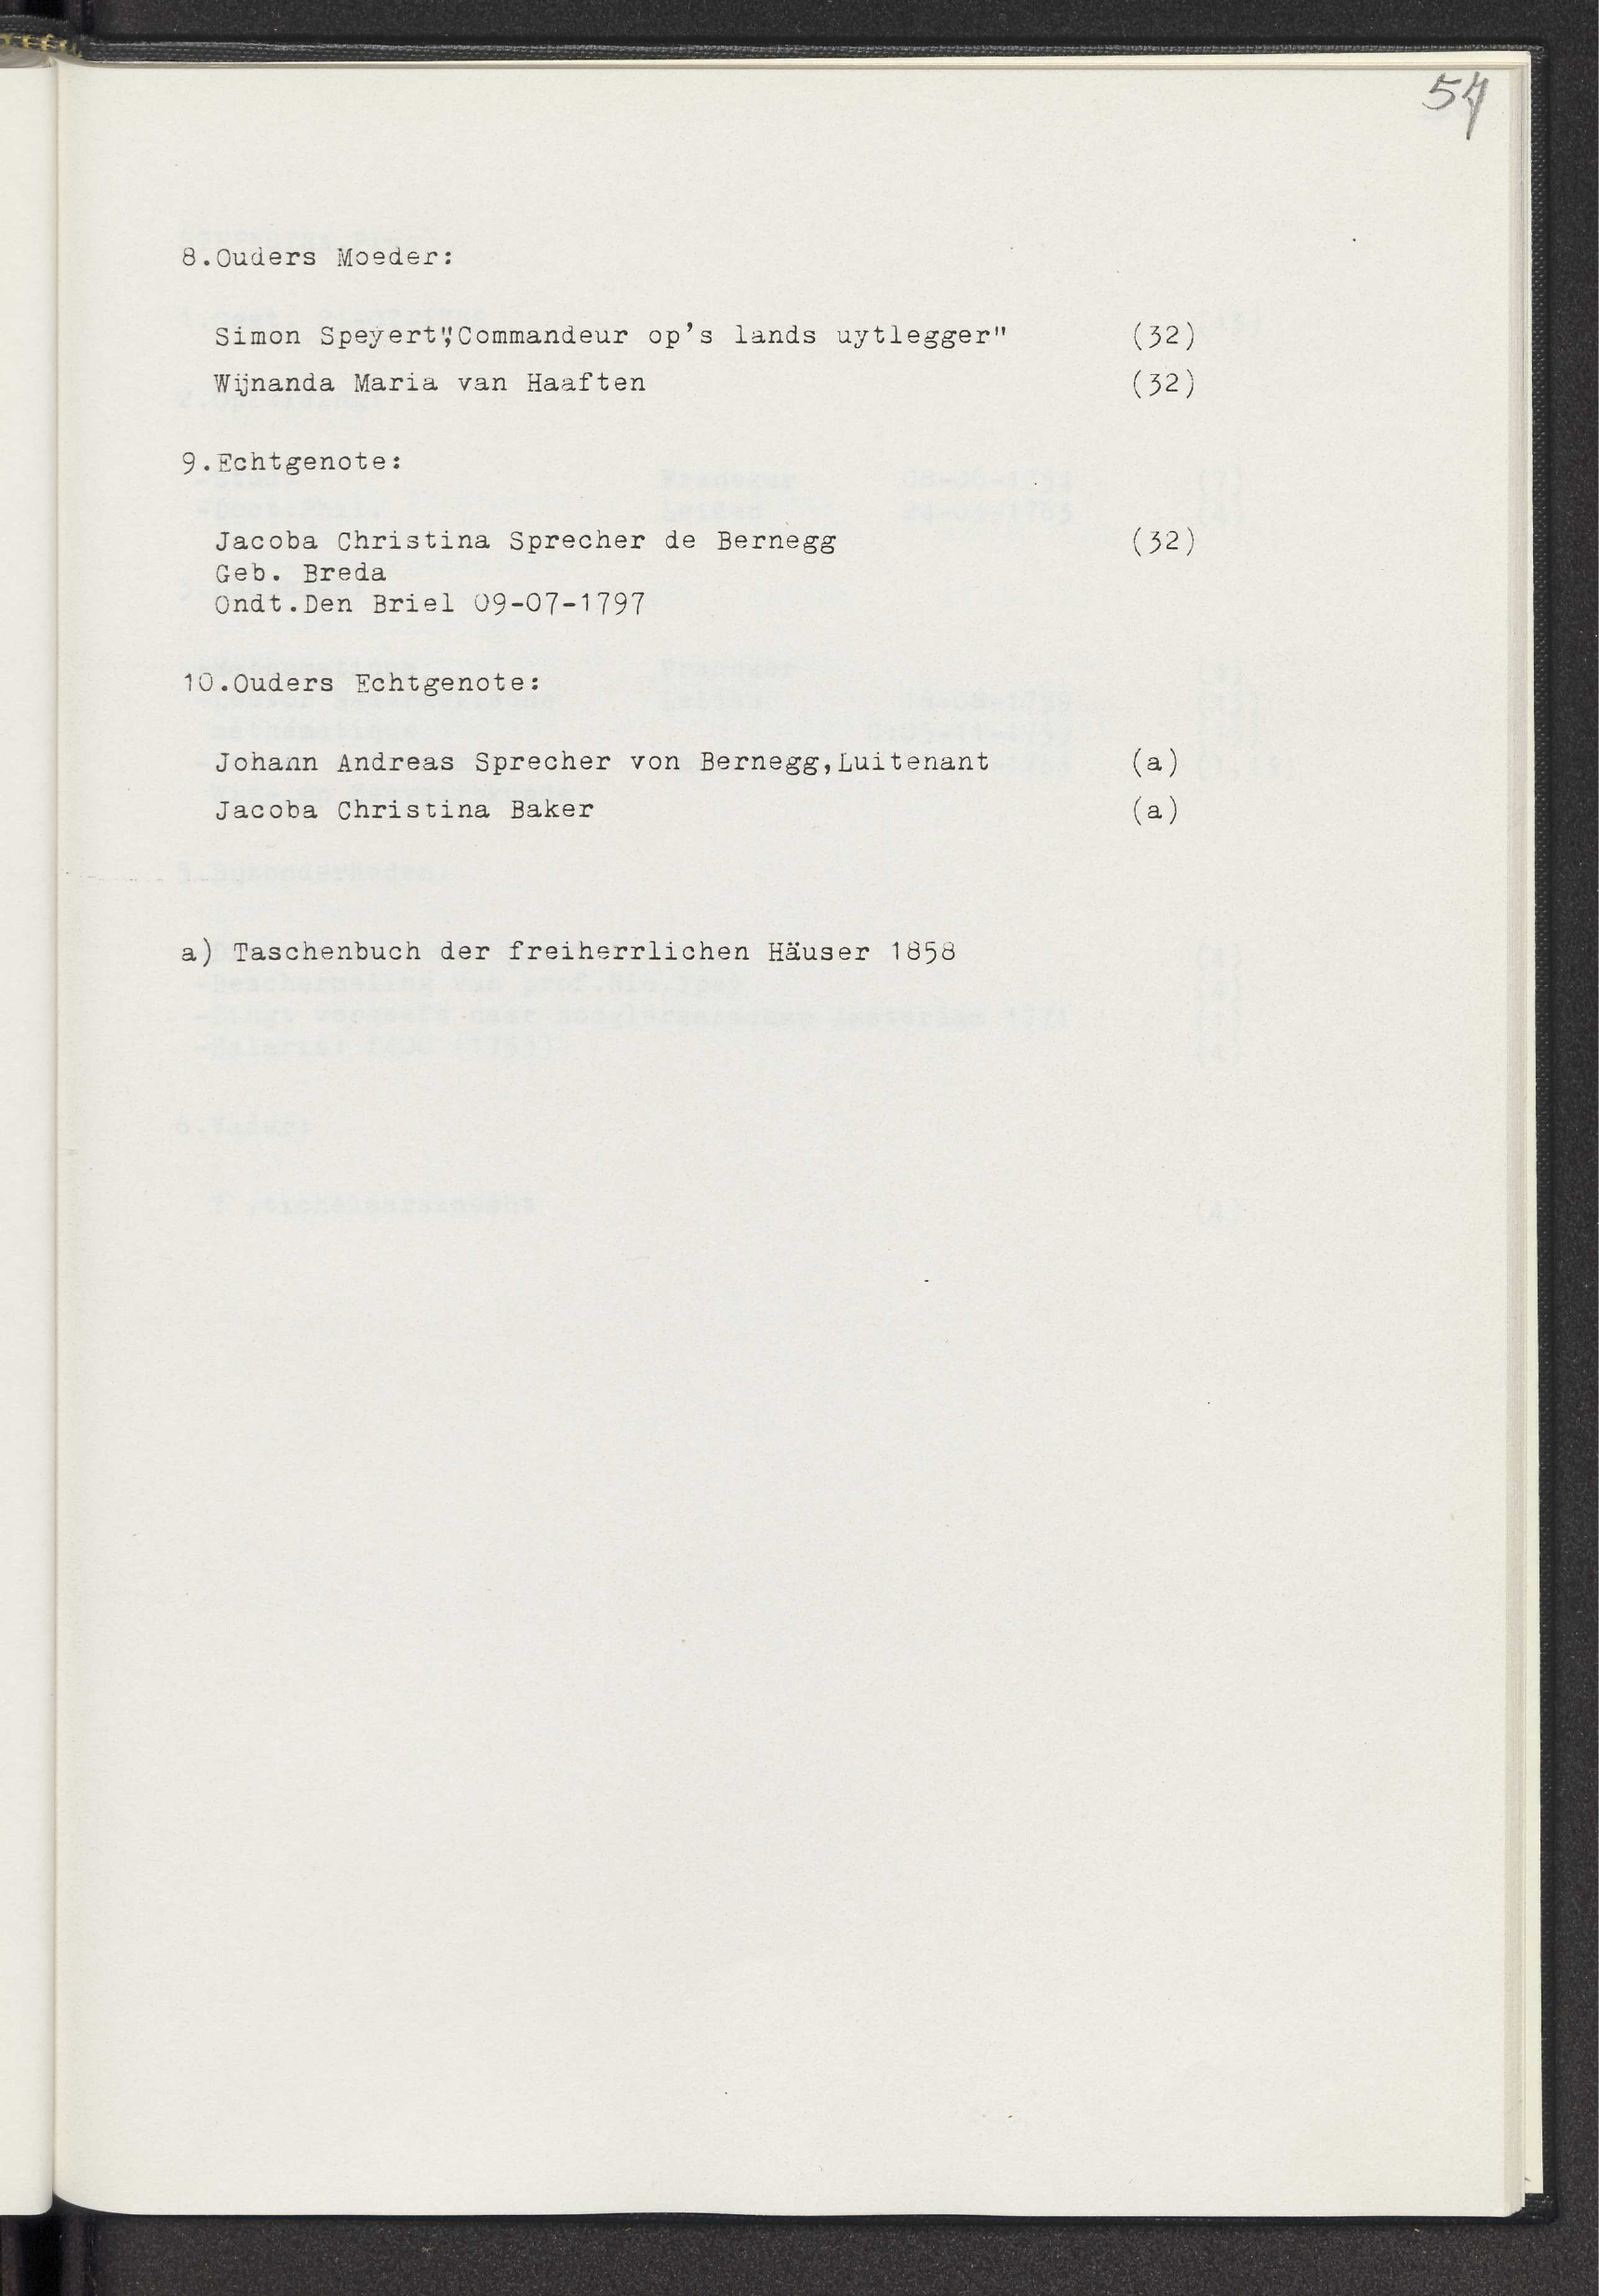 54
8.Ouders Moeder:
Simon Speyert,"Commandeur op's lands uytlegger" (32)
Wijnanda Maria van Haaften (32)
9.Echtgenote:
Jacoba Christina Sprecher de Bernegg (32)
Geb. Breda
Ondt.Den Briel 09-07-1797
10.Ouders Echtgenote:
Johann Andreas Sprecher von Bernegg,Luitenant (a)
Jacoba Christina Baker (a)
a) Taschenbuch der freiherrlichen Häuser 1858